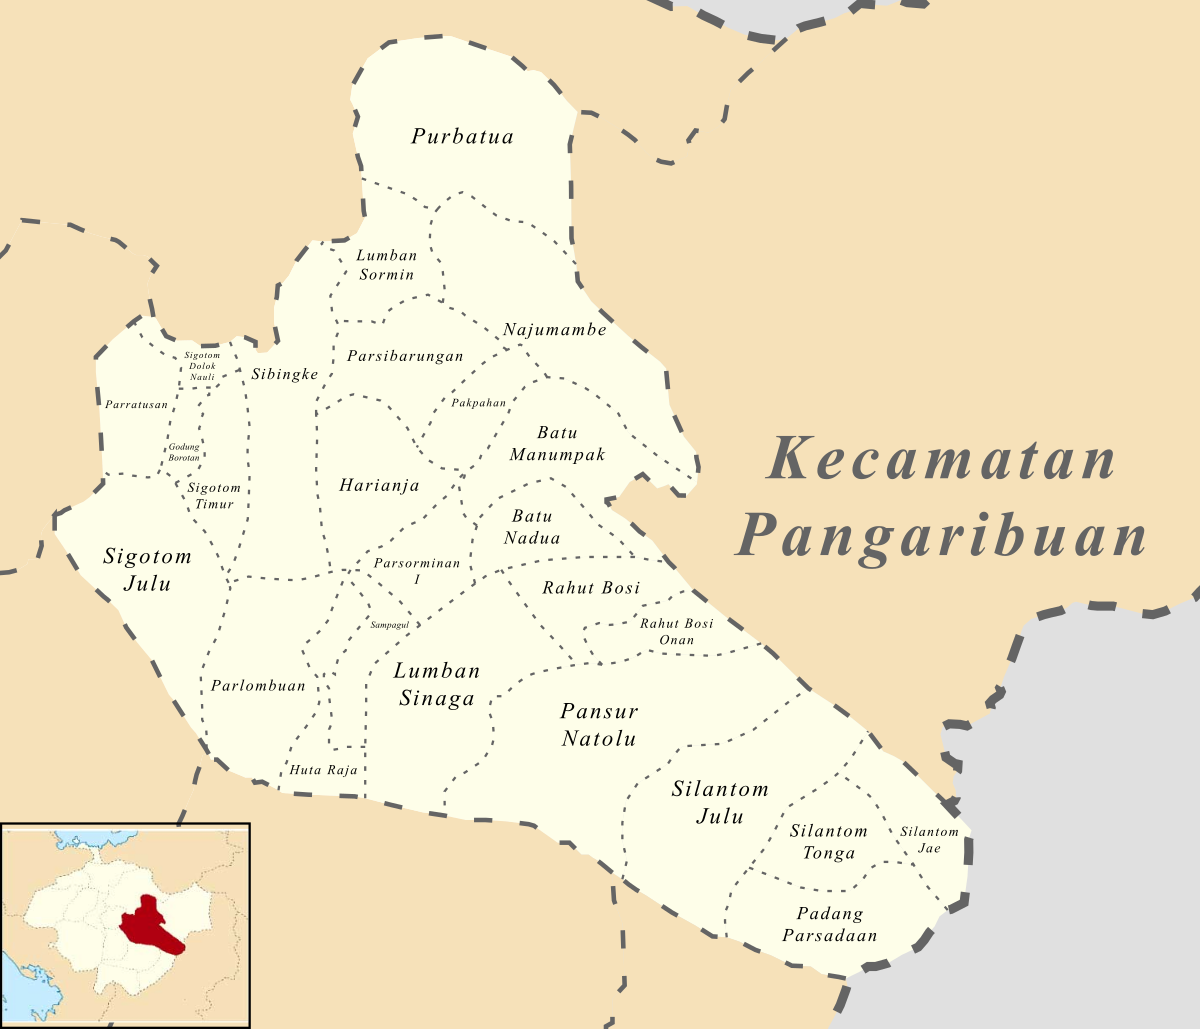 Purbatua
Lumban
Sormin
Najumambe
Parsibarungan
Sigotom
Dolok
Nauli
Sibingke
Parratusan
Pakpahan
Godung
Borotan
Batu
Manumpak
Kecamatan
Pangaribuan
Sigotom
Timur
Harianja
Batu
Nadua
Sigotom
Julu
Parsorminan
I
Rahut Bosi
Sampagul
Rahut Bosi
Onan
Lumban
Sinaga
Parlombuan
Pansur
Natolu
Huta Raja
Silantom
Julu
Silantom
Tonga
Silantom
Jae
Padang
Parsadaan